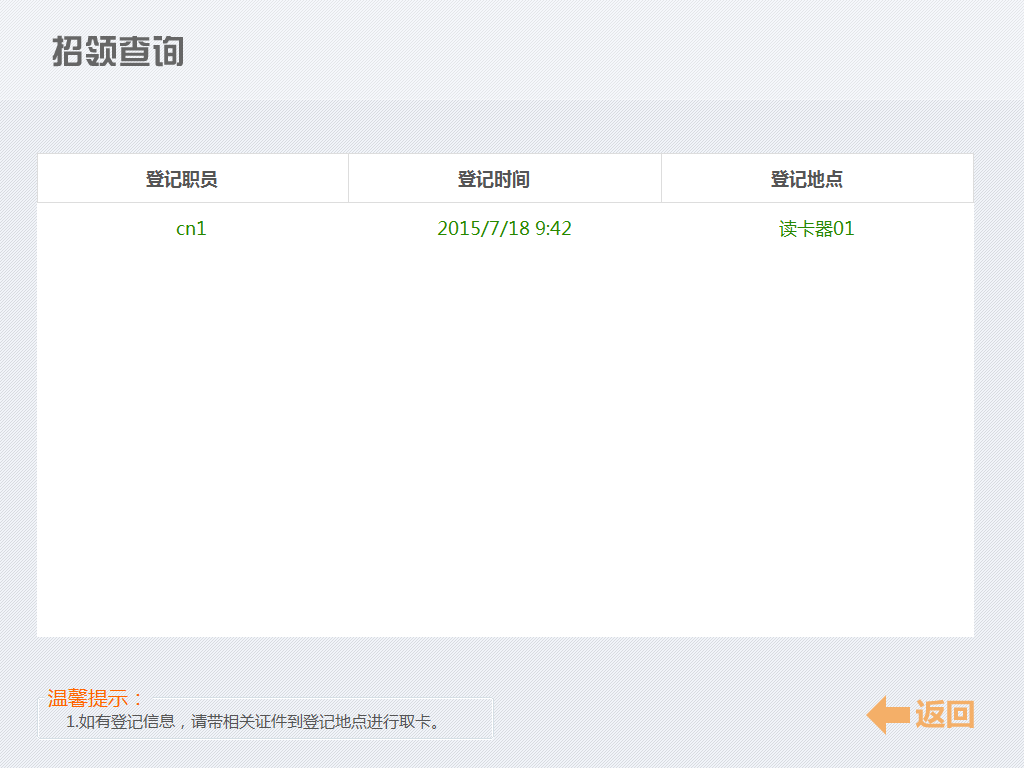 招领查询
登记职员 登记时间 登记地点
cn1 2015/7/18 9:42 读卡器01
温馨提示：
1.如有登记信息，请带相关证件到登记地点进行取卡。
返回